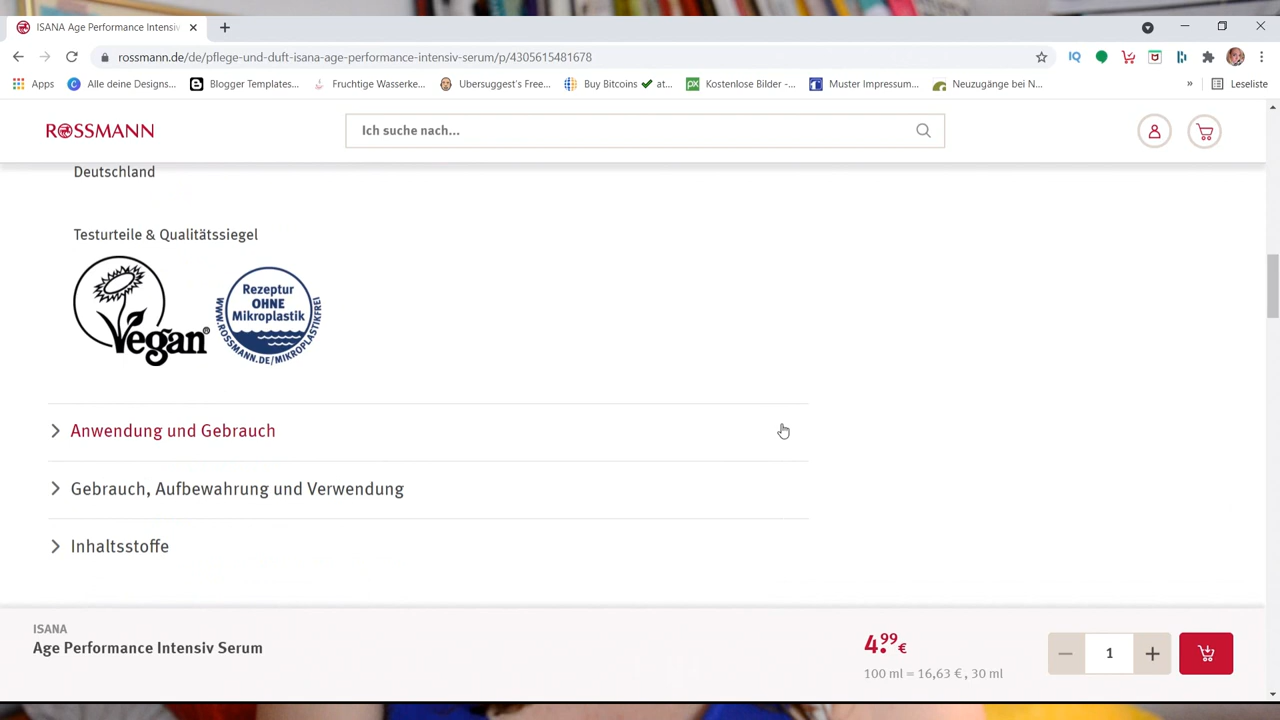 ISANA Age Performance Intensiv
rossmann.de/de/pflege-und-duft-isana-age-performance-intensiv-serum/p/4305615481678
Apps
Alle deine Designs...
Blogger Templates...
Fruchtige Wasserke...
Ubersuggest's Free...
Buy Bitcoins ✔ at...
Kostenlose Bilder -...
Muster Impressum...
Neuzugänge bei N...
»
Leseliste
ROSSMANN
Ich suche nach...
Deutschland
Testurteile & Qualitätssiegel
Vegan®
Rezeptur
OHNE
Mikroplastik
WWW.ROSSMANN.DE/MIKROPLASTIKFREI
Anwendung und Gebrauch
Gebrauch, Aufbewahrung und Verwendung
Inhaltsstoffe
ISANA
Age Performance Intensiv Serum
4.99 €
100 ml = 16,63 € , 30 ml
1